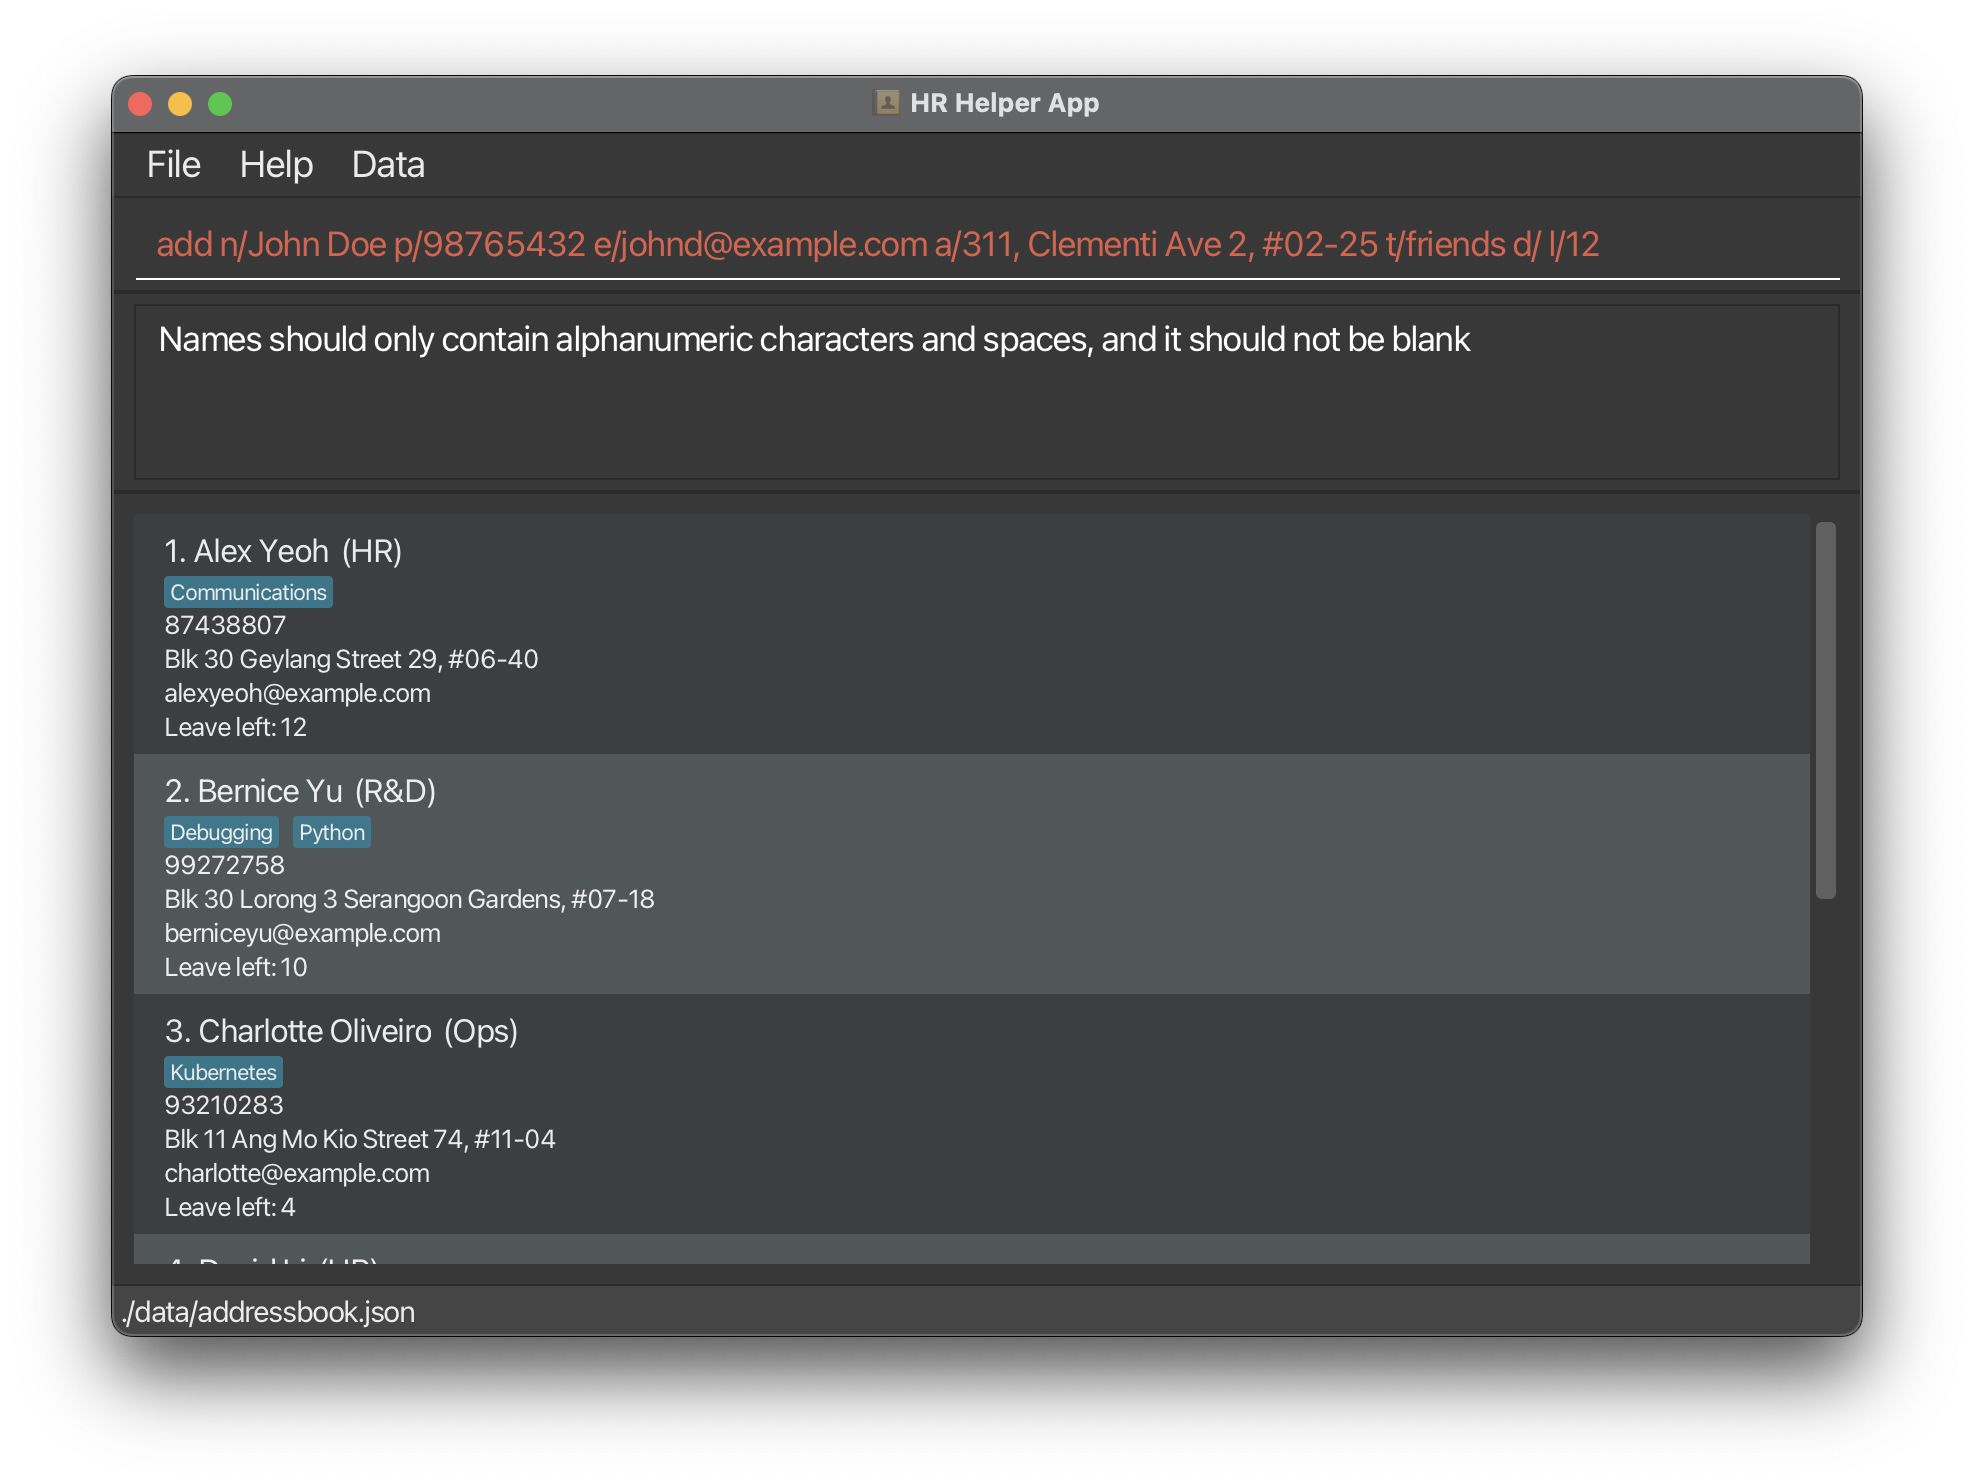 HR Helper App
File Help Data
add n/John Doe p/98765432 e/johnd@example.com a/311, Clementi Ave 2, #02-25 t/friends d/ l/12
Names should only contain alphanumeric characters and spaces, and it should not be blank
1. Alex Yeoh (HR)
Communications
87438807
Blk 30 Geylang Street 29, #06-40
alexyeoh@example.com
Leave left: 12
2. Bernice Yu (R&D)
Debugging Python
99272758
Blk 30 Lorong 3 Serangoon Gardens, #07-18
berniceyu@example.com
Leave left: 10
3. Charlotte Oliveiro (Ops)
Kubernetes
93210283
Blk 11 Ang Mo Kio Street 74, #11-04
charlotte@example.com
Leave left: 4
4. David Li (HR)
./data/addressbook.json